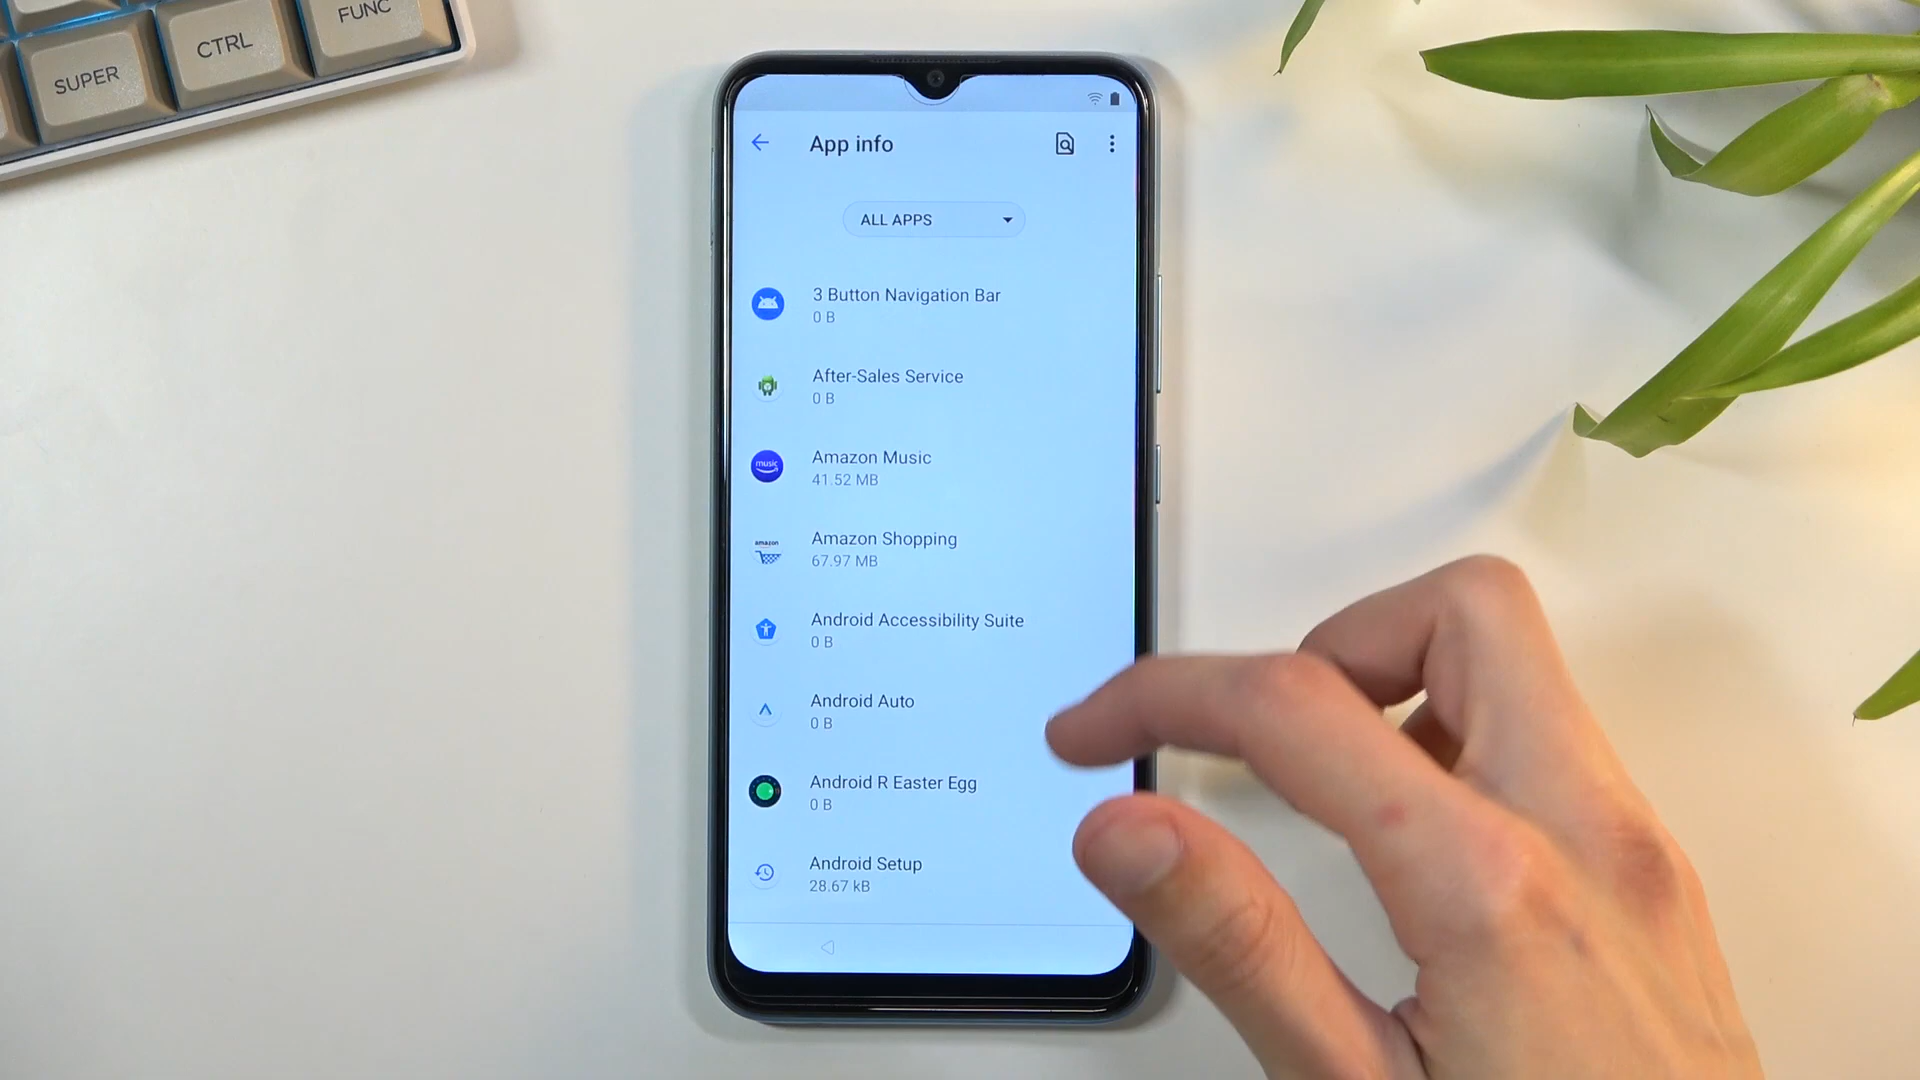 FUNC
CTRL
SUPER
App info
ALL APPS
3 Button Navigation Bar
0 B
After-Sales Service
0 B
music
Amazon Music
41.52 MB
amazon
Amazon Shopping
67.97 MB
Android Accessibility Suite
0 B
Android Auto
0 B
Android R Easter Egg
0 B
Android Setup
28.67 kB